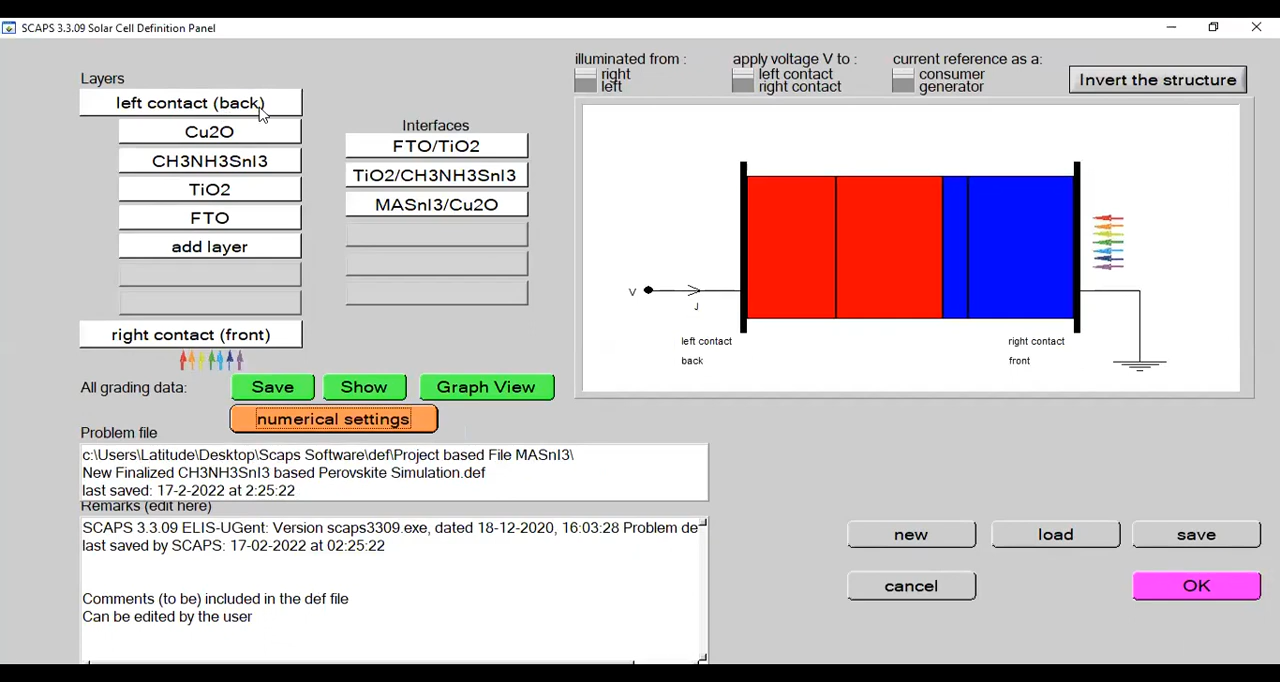 SCAPS 3.3.09 Solar Cell Definition Panel
Layers
left contact (back)
Cu2O
CH3NH3SnI3
TiO2
FTO
add layer
right contact (front)
Interfaces
FTO/TiO2
TiO2/CH3NH3SnI3
MASnI3/Cu2O
illuminated from :
right
left
apply voltage V to :
left contact
right contact
current reference as a:
consumer
generator
Invert the structure
V
J
left contact
back
right contact
front
All grading data:
Save
Show
Graph View
numerical settings
Problem file
c:\Users\Latitude\Desktop\Scaps Software\def\Project based File MASnI3\
New Finalized CH3NH3SnI3 based Perovskite Simulation.def
last saved: 17-2-2022 at 2:25:22
Remarks (edit here)
SCAPS 3.3.09 ELIS-UGent: Version scaps3309.exe, dated 18-12-2020, 16:03:28 Problem de
last saved by SCAPS: 17-02-2022 at 02:25:22
Comments (to be) included in the def file
Can be edited by the user
new
load
save
cancel
OK